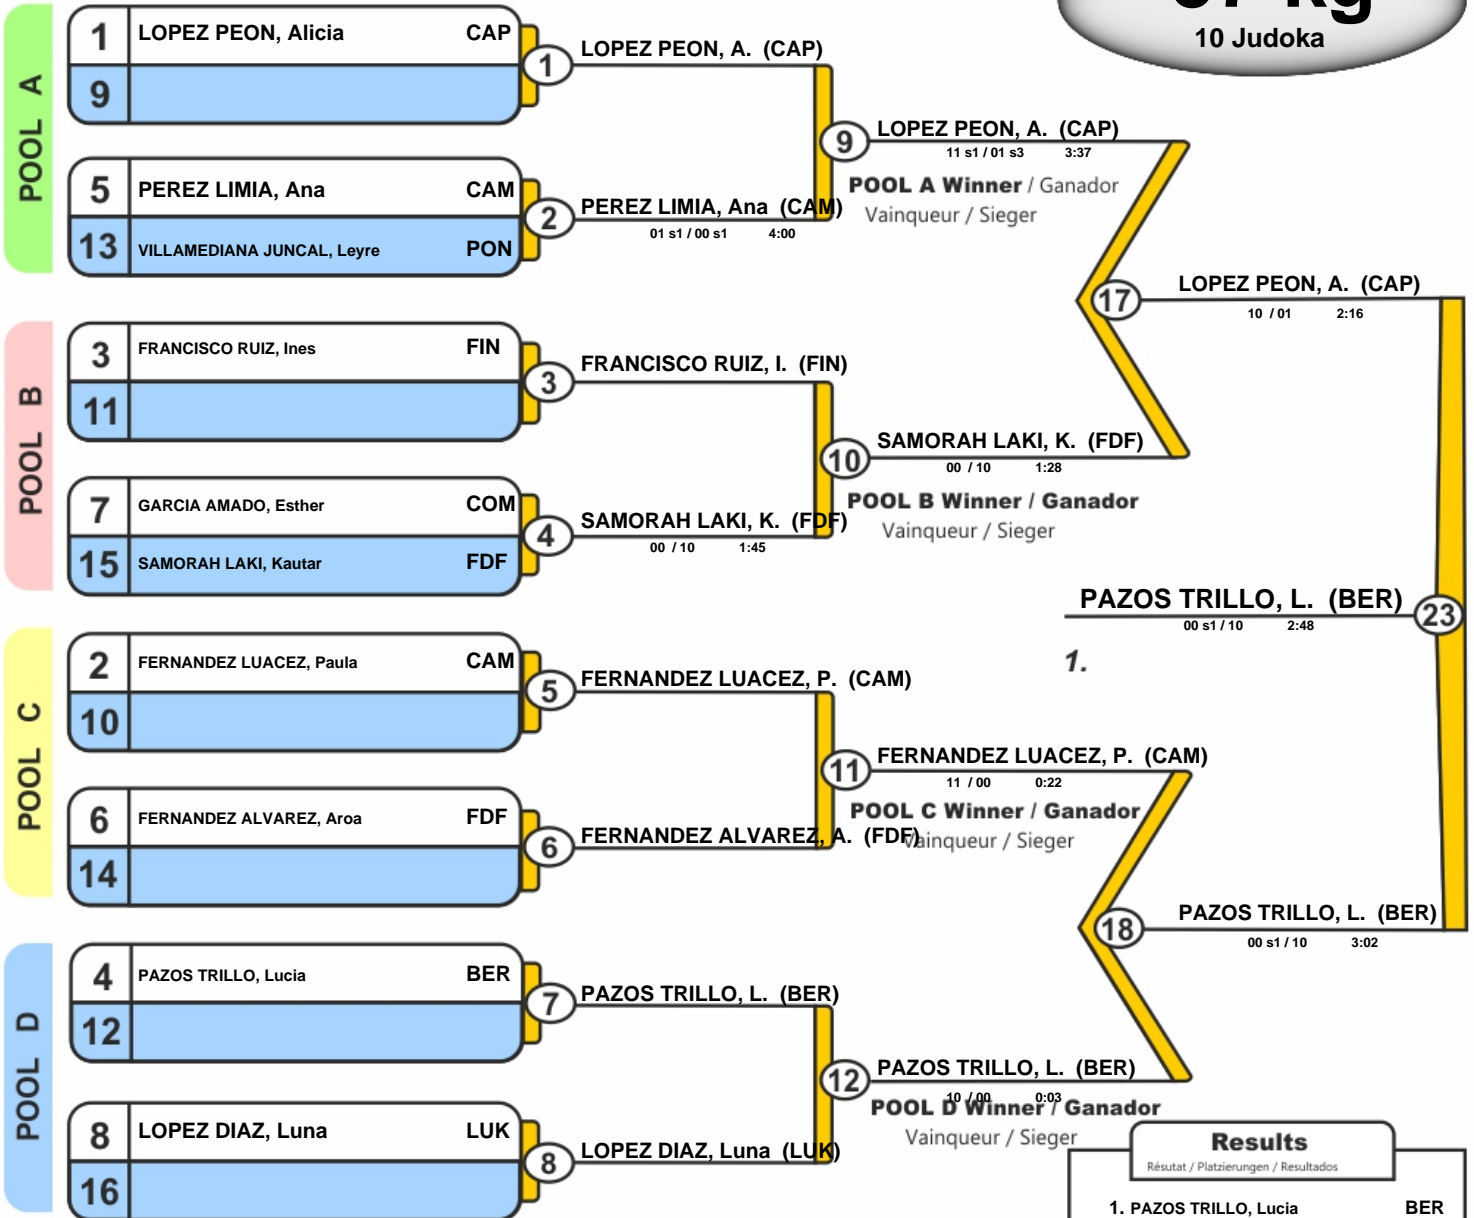 10 Judoka
POOL A
1 LOPEZ PEON, Alicia CAP
9
1
LOPEZ PEON, A. (CAP)
5 PEREZ LIMIA, Ana CAM
13 VILLAMEDIANA JUNCAL, Leyre PON
2
PEREZ LIMIA, Ana (CAM)
01 s1 / 00 s1 4:00
9
LOPEZ PEON, A. (CAP)
11 s1 / 01 s3 3:37
POOL A Winner / Ganador
Vainqueur / Sieger
POOL B
3 FRANCISCO RUIZ, Ines FIN
11
3
FRANCISCO RUIZ, I. (FIN)
7 GARCIA AMADO, Esther COM
15 SAMORAH LAKI, Kautar FDF
4
SAMORAH LAKI, K. (FDF)
00 / 10 1:45
10
SAMORAH LAKI, K. (FDF)
00 / 10 1:28
POOL B Winner / Ganador
Vainqueur / Sieger
17
LOPEZ PEON, A. (CAP)
10 / 01 2:16
PAZOS TRILLO, L. (BER)
00 s1 / 10 2:48
23
1.
POOL C
2 FERNANDEZ LUACEZ, Paula CAM
10
5
FERNANDEZ LUACEZ, P. (CAM)
6 FERNANDEZ ALVAREZ, Aroa FDF
14
6
FERNANDEZ ALVAREZ, A. (FDF)
11
FERNANDEZ LUACEZ, P. (CAM)
11 / 00 0:22
POOL C Winner / Ganador
Vainqueur / Sieger
POOL D
4 PAZOS TRILLO, Lucia BER
12
7
PAZOS TRILLO, L. (BER)
8 LOPEZ DIAZ, Luna LUK
16
8
LOPEZ DIAZ, Luna (LUK)
12
PAZOS TRILLO, L. (BER)
10 / 00 0:03
POOL D Winner / Ganador
Vainqueur / Sieger
18
PAZOS TRILLO, L. (BER)
00 s1 / 10 3:02
Results
Résutat / Platzierungen / Resultados
1. PAZOS TRILLO, Lucia BER